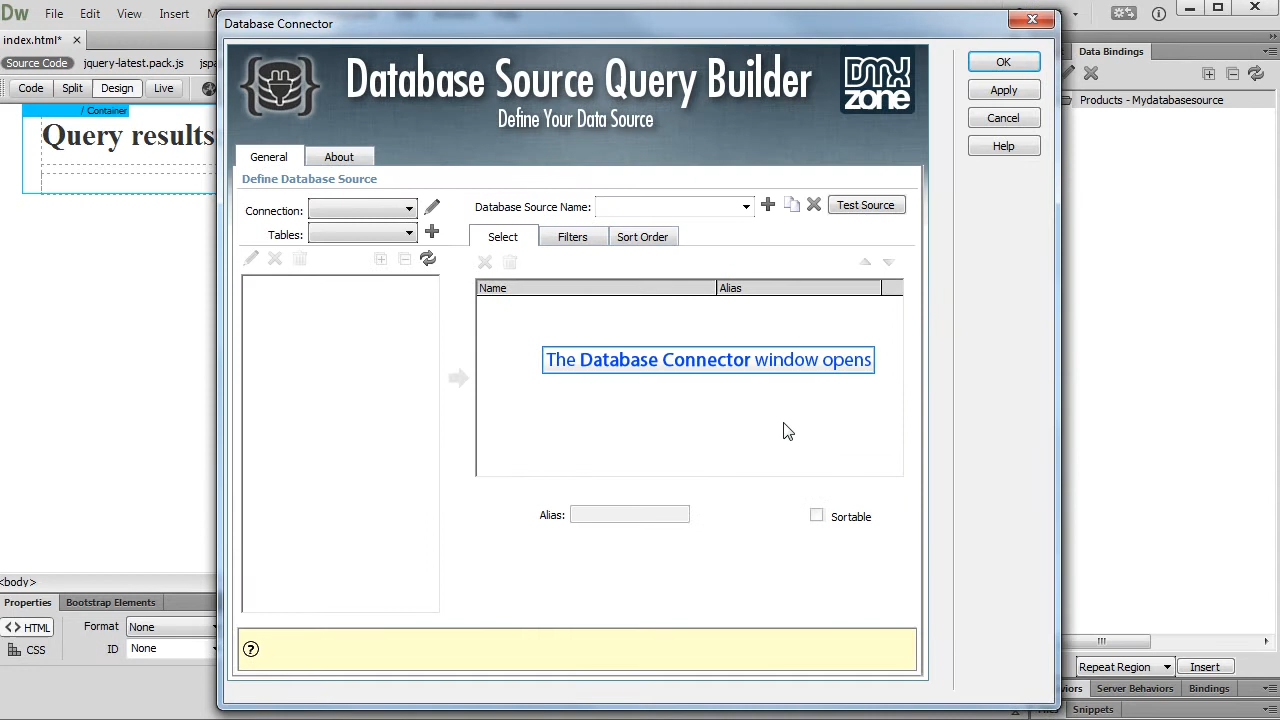 Dw File Edit View Insert
Database Connector
index.html* ×
Source Code jquery-latest.pack.js
Code Split Design Live
/ Container
Query results
Database Source Query Builder
Define Your Data Source
DMX
zone
OK
Apply
Cancel
Help
General About
Define Database Source
Connection:
Tables:
Database Source Name:
Test Source
Select Filters Sort Order
Name Alias
The Database Connector window opens
Alias:
Sortable
?
Data Bindings
Products - Mydatabasesource
<body>
Properties Bootstrap Elements
<> HTML Format None
CSS ID None
Repeat Region Insert
Server Behaviors Bindings
Snippets